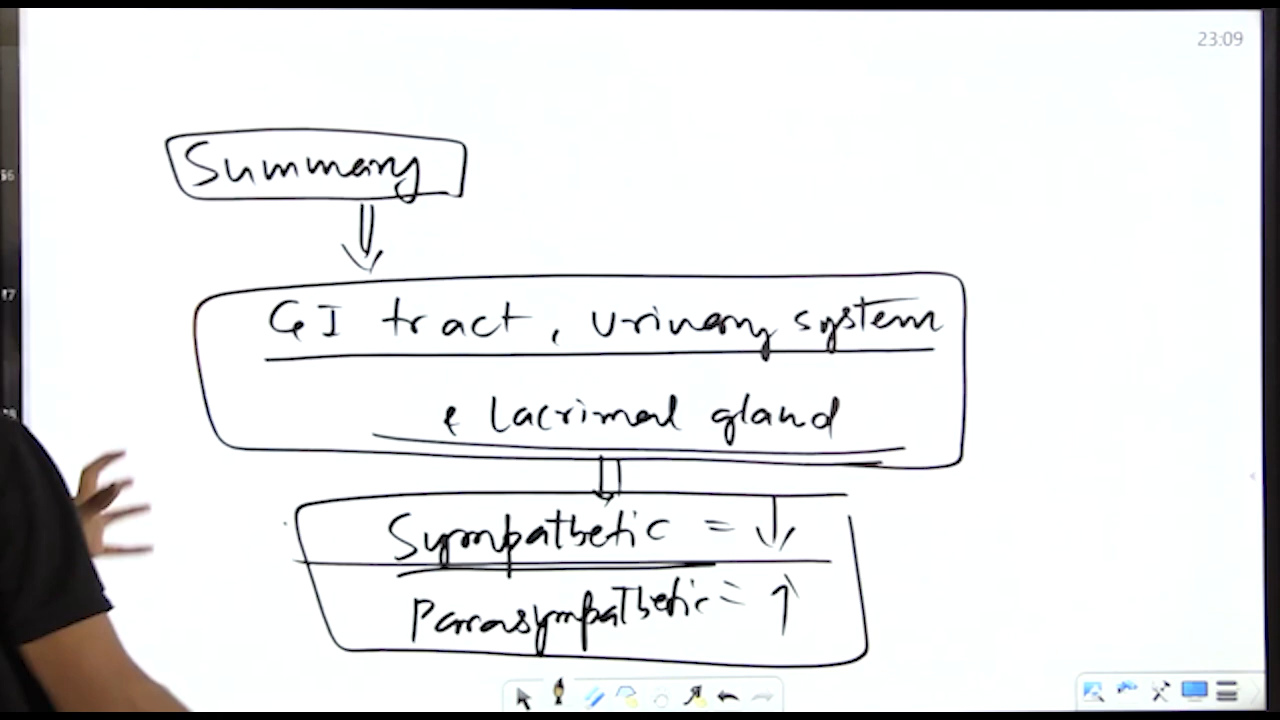 23:09
Summary
GI tract, urinary system
& lacrimal gland
Sympathetic = ↓
Parasympathetic = ↑